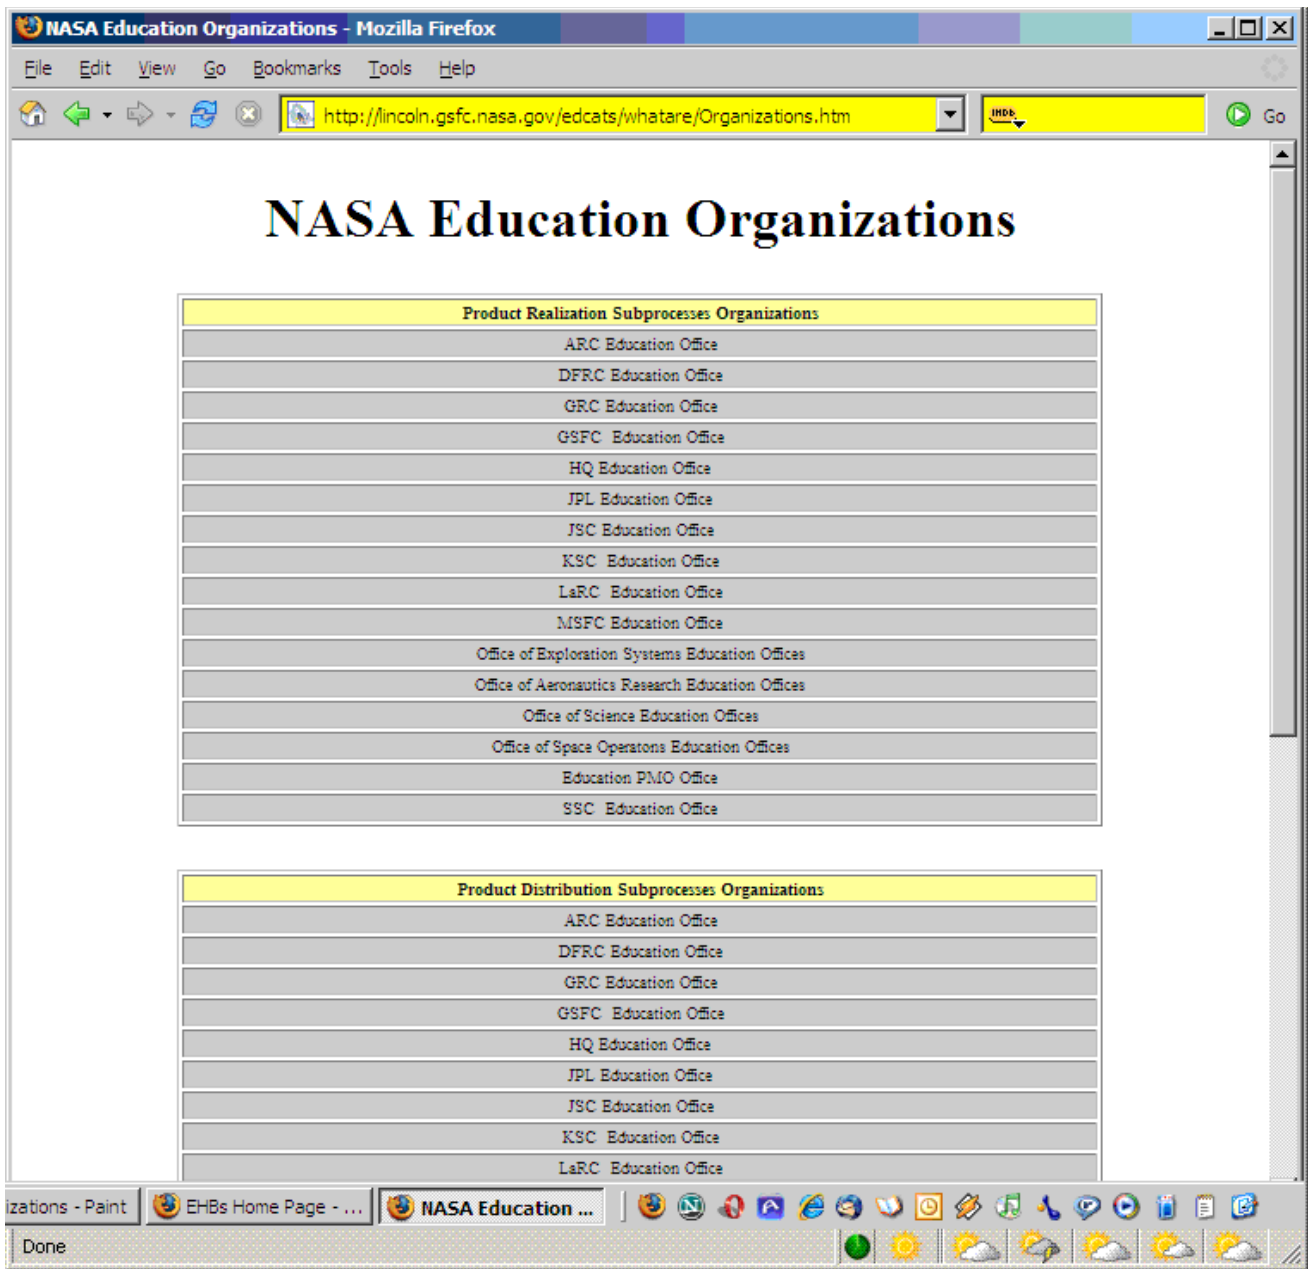 NASA Education Organizations - Mozilla Firefox
File Edit View Go Bookmarks Tools Help
http://lincoln.gsfc.nasa.gov/edcats/whatare/Organizations.htm IMDb Go
NASA Education Organizations
Product Realization Subprocesses Organizations
ARC Education Office
DFRC Education Office
GRC Education Office
GSFC Education Office
HQ Education Office
JPL Education Office
JSC Education Office
KSC Education Office
LaRC Education Office
MSFC Education Office
Office of Exploration Systems Education Offices
Office of Aeronautics Research Education Offices
Office of Science Education Offices
Office of Space Operatons Education Offices
Education PMO Office
SSC Education Office
Product Distribution Subprocesses Organizations
ARC Education Office
DFRC Education Office
GRC Education Office
GSFC Education Office
HQ Education Office
JPL Education Office
JSC Education Office
KSC Education Office
LaRC Education Office
izations - Paint EHBs Home Page - ... NASA Education ...
Done